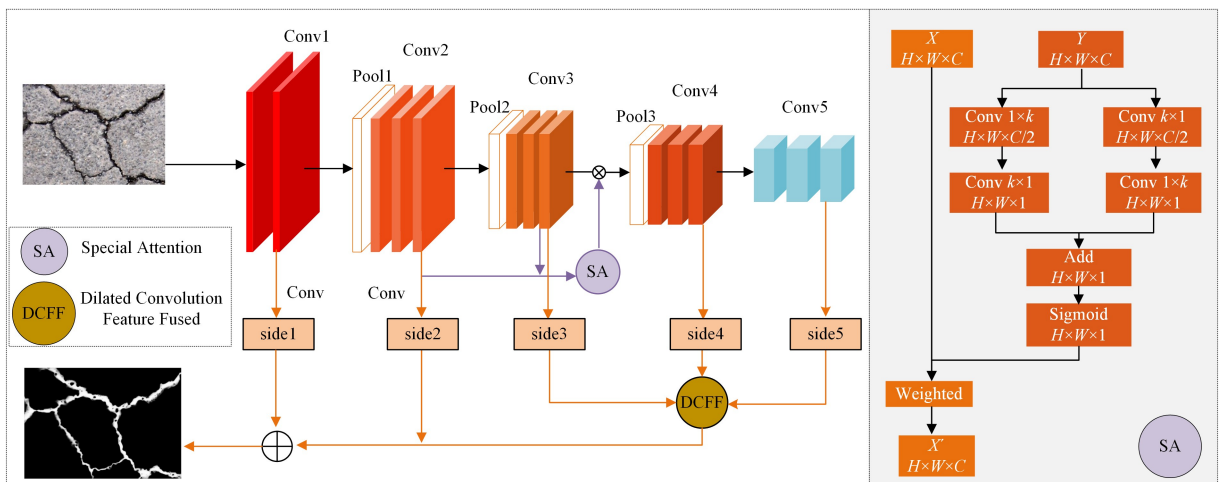 Conv1
Conv2
Pool1
Conv3
Pool2
Conv4
Pool3
Conv5
SA
Special Attention
DCFF
Dilated Convolution
Feature Fused
SA
Conv
Conv
side1
side2
side3
side4
side5
DCFF
X
H×W×C
Y
H×W×C
Conv 1×k
H×W×C/2
Conv k×1
H×W×C/2
Conv k×1
H×W×1
Conv 1×k
H×W×1
Add
H×W×1
Sigmoid
H×W×1
Weighted
X'
H×W×C
SA